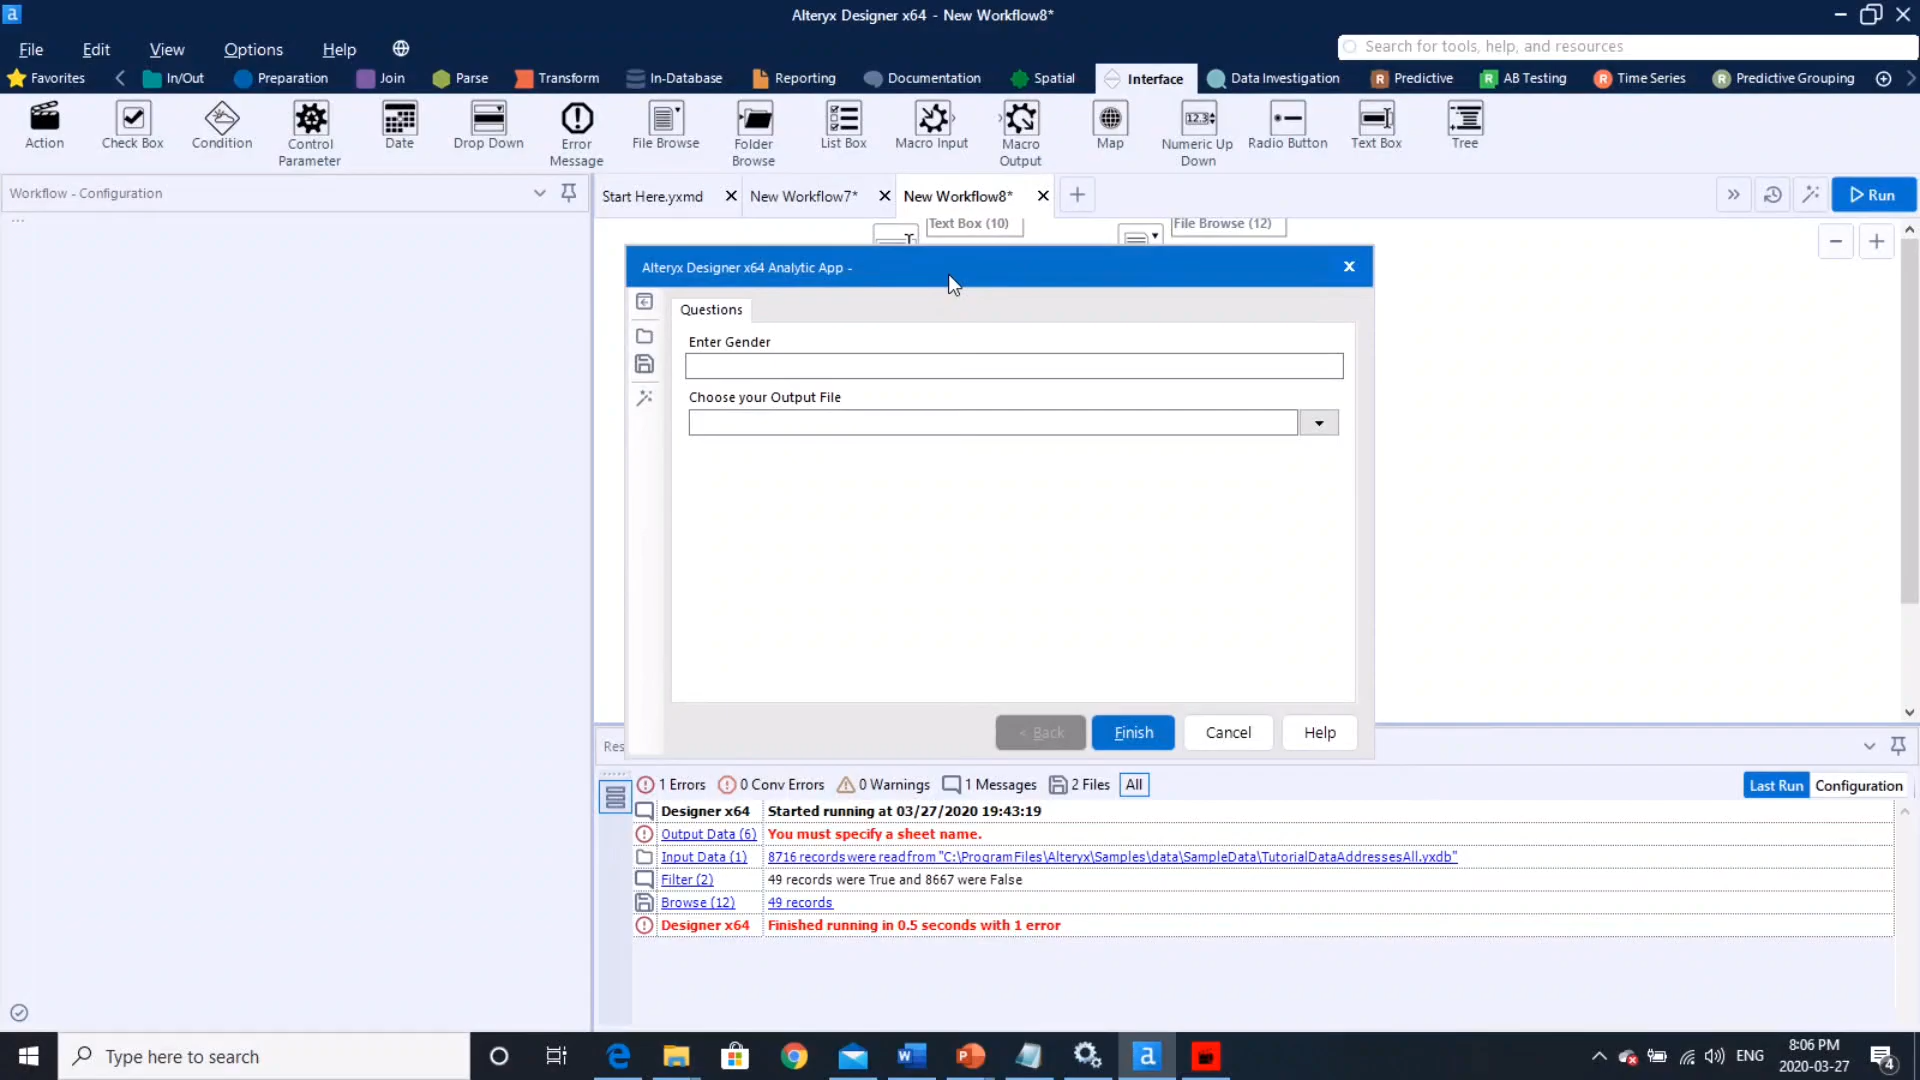 Alteryx Designer x64 - New Workflow8*
File Edit View Options Help
Search for tools, help, and resources
Favorites In/Out Preparation Join Parse Transform In-Database Reporting Documentation Spatial Interface Data Investigation Predictive AB Testing Time Series Predictive Grouping
Action Check Box Condition Control Parameter Date Drop Down Error Message File Browse Folder Browse List Box Macro Input Macro Output Map Numeric Up Down Radio Button Text Box Tree
Workflow - Configuration
Start Here.yxmd New Workflow7* New Workflow8* Run
Text Box (10) File Browse (12)
Alteryx Designer x64 Analytic App -
Questions
Enter Gender
Choose your Output File
< Back Finish Cancel Help
Res
1 Errors 0 Conv Errors 0 Warnings 1 Messages 2 Files All Last Run Configuration
Designer x64 Started running at 03/27/2020 19:43:19
Output Data (6) You must specify a sheet name.
Input Data (1) 8716 records were read from "C:\Program Files\Alteryx\Samples\data\SampleData\TutorialDataAddressesAll.yxdb"
Filter (2) 49 records were True and 8667 were False
Browse (12) 49 records
Designer x64 Finished running in 0.5 seconds with 1 error
Type here to search
ENG
8:06 PM
2020-03-27
4